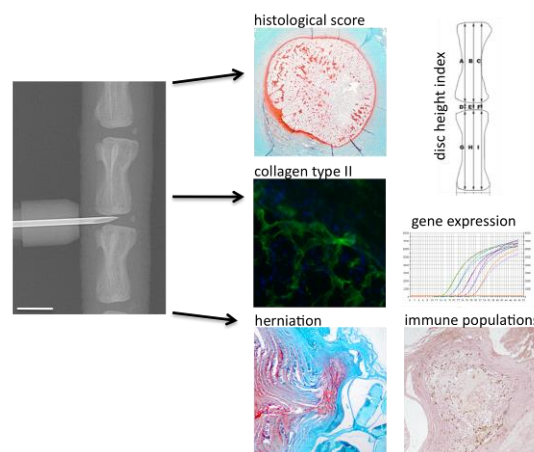 histological score
disc height index
A B C
D E F
G H I
collagen type II
gene expression
herniation
immune populations